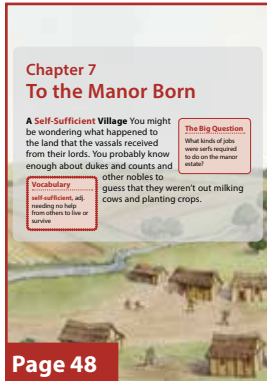 Chapter 7
To the Manor Born
A Self-Sufficient Village You might
be wondering what happened to
the land that the vassals received
from their lords. You probably know
enough about dukes and counts and
other nobles to
guess that they weren't out milking
cows and planting crops.
The Big Question
What kinds of jobs
were serfs required
to do on the manor
estate?
Vocabulary
self-sufficient, adj.
needing no help
from others to live or
survive
Page 48